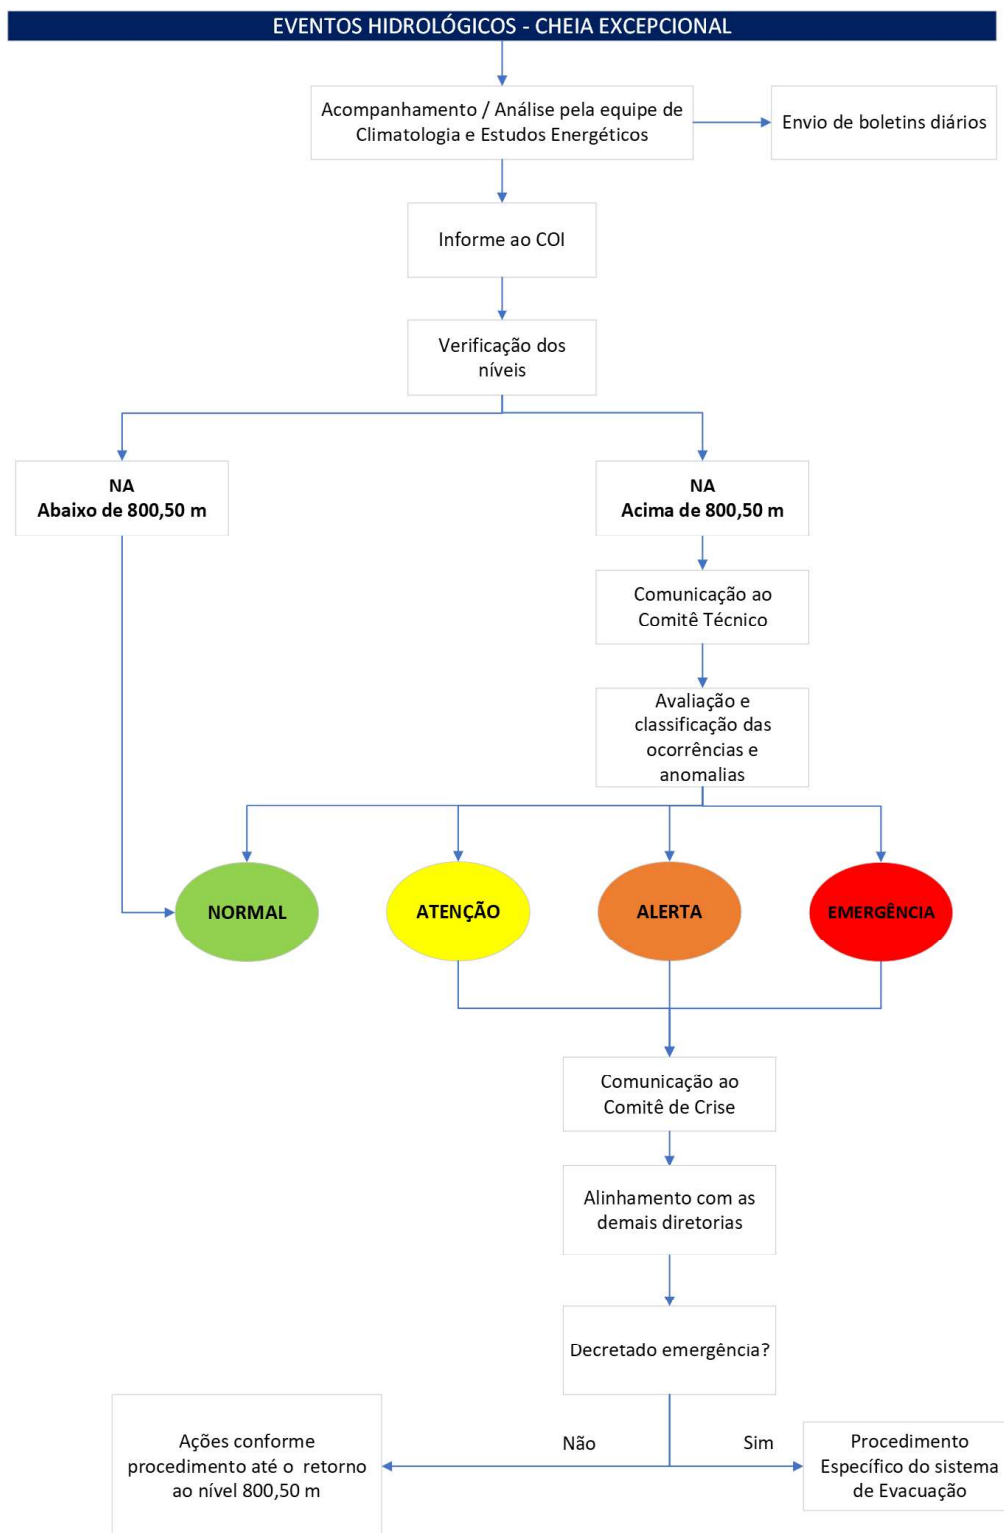 EVENTOS HIDROLÓGICOS - CHEIA EXCEPCIONAL
Acompanhamento / Análise pela equipe de
Climatologia e Estudos Energéticos
Envio de boletins diários
Informe ao COI
Verificação dos
níveis
NA
Abaixo de 800,50 m
NA
Acima de 800,50 m
Comunicação ao
Comitê Técnico
Avaliação e
classificação das
ocorrências e
anomalias
NORMAL
ATENÇÃO
ALERTA
EMERGÊNCIA
Comunicação ao
Comitê de Crise
Alinhamento com as
demais diretorias
Decretado emergência?
Não
Sim
Ações conforme
procedimento até o retorno
ao nível 800,50 m
Procedimento
Específico do sistema
de Evacuação